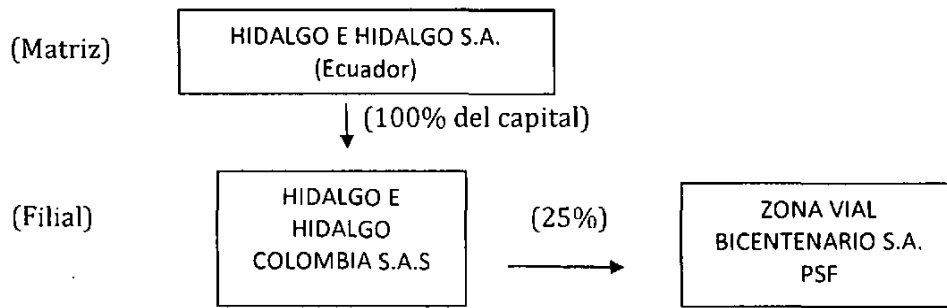 (Matriz)
HIDALGO E HIDALGO S.A.
(Ecuador)
(100% del capital)
(Filial)
HIDALGO E
HIDALGO
COLOMBIA S.A.S
(25%)
ZONA VIAL
BICENTENARIO S.A.
PSF